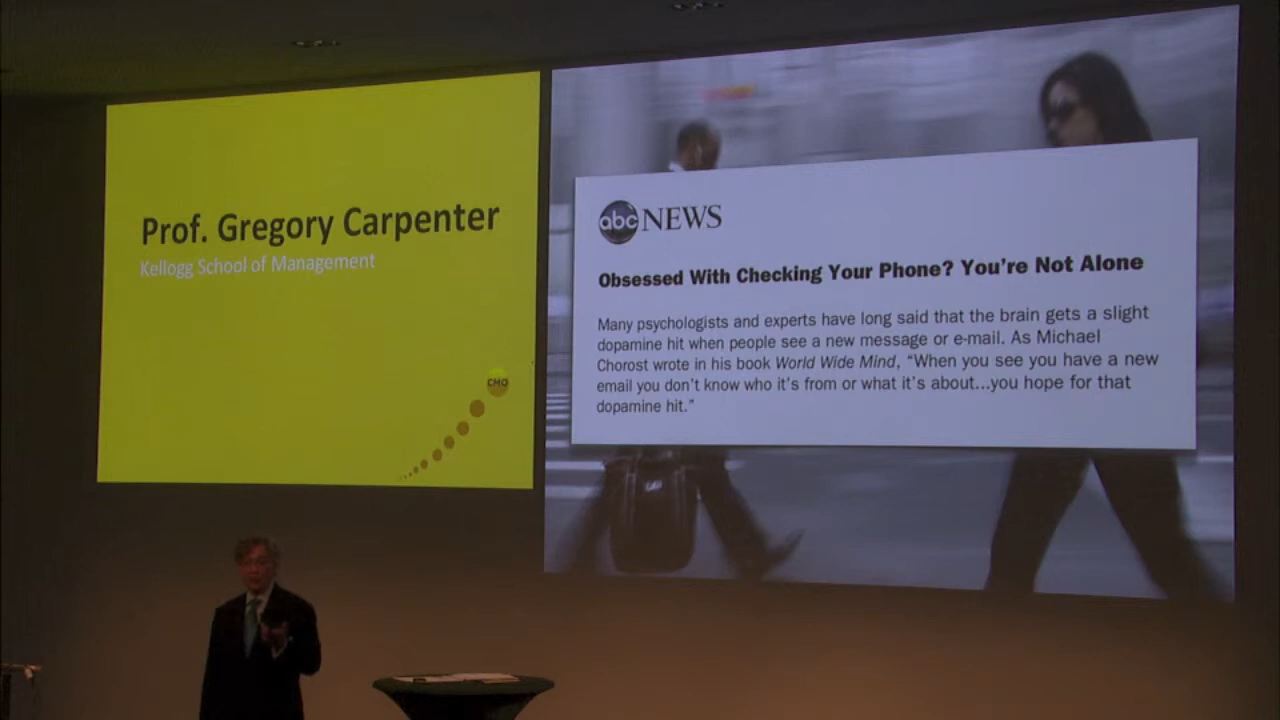 Prof. Gregory Carpenter
Kellogg School of Management
CMO
abc NEWS
Obsessed With Checking Your Phone? You're Not Alone
Many psychologists and experts have long said that the brain gets a slight
dopamine hit when people see a new message or e-mail. As Michael
Chorost wrote in his book World Wide Mind, “When you see you have a new
email you don't know who it's from or what it's about...you hope for that
dopamine hit.”